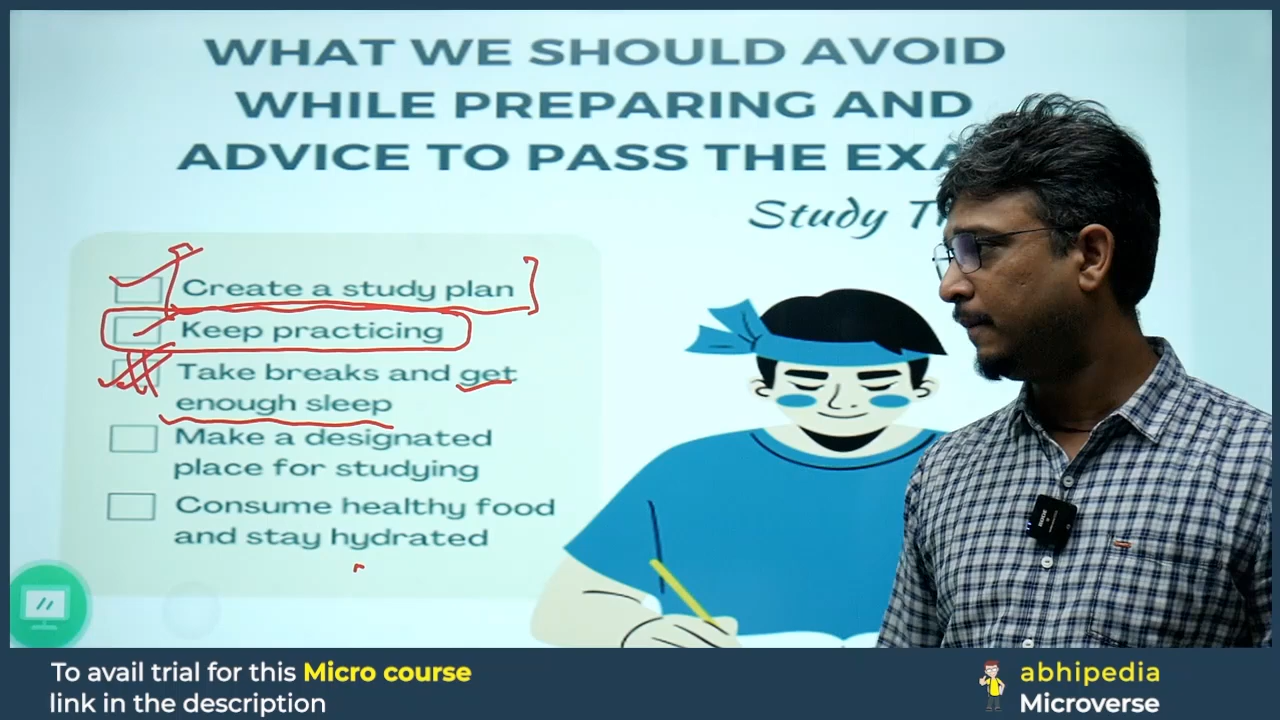 WHAT WE SHOULD AVOID
WHILE PREPARING AND
ADVICE TO PASS THE EXA
Study T
Create a study plan
Keep practicing
Take breaks and get
enough sleep
Make a designated
place for studying
Consume healthy food
and stay hydrated
To avail trial for this Micro course
link in the description
abhipedia
Microverse